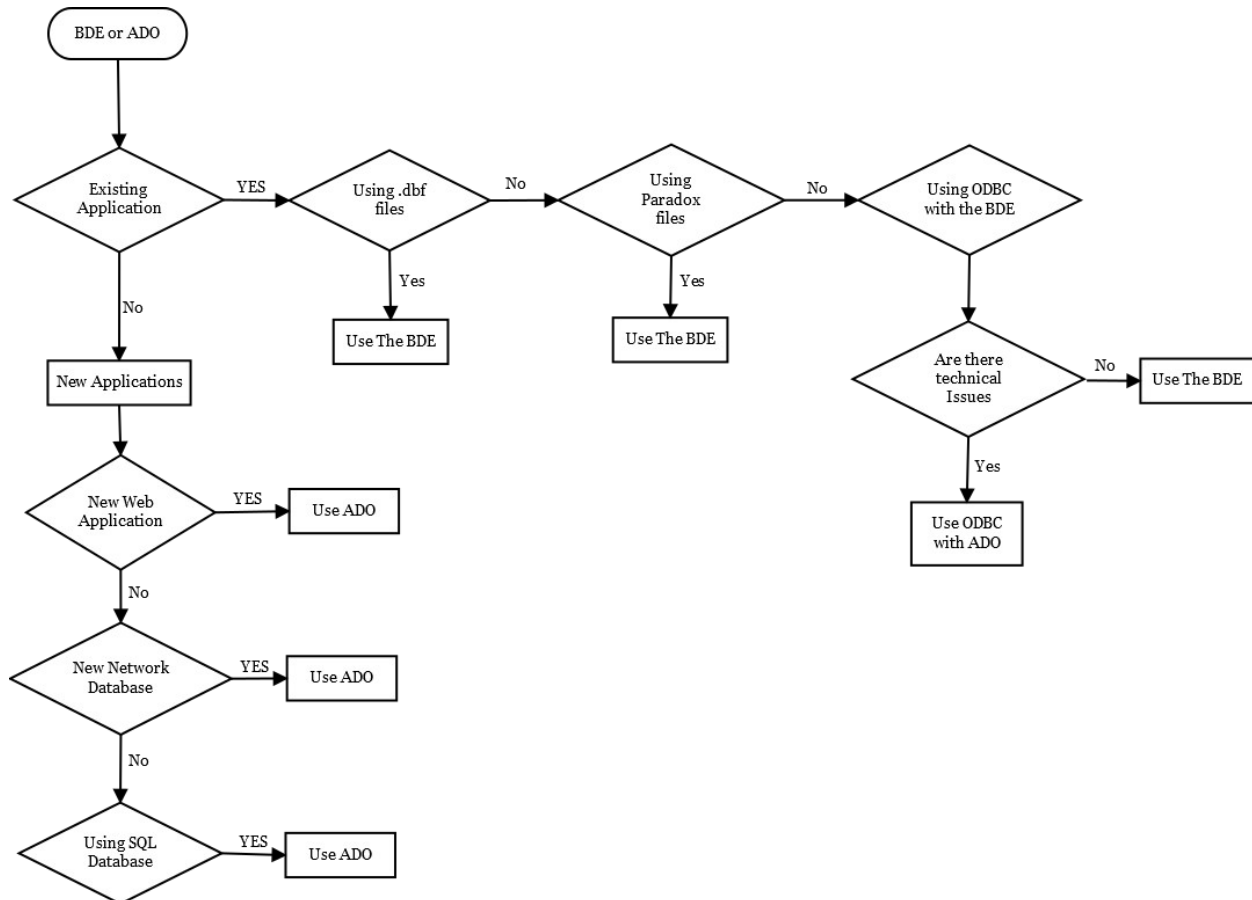 BDE or ADO
Existing
Application
YES
Using .dbf
files
No
Using
Paradox
files
No
Using ODBC
with the BDE
No
Yes
Yes
Use The BDE
Use The BDE
New Applications
Are there
technical
Issues
No
Use The BDE
Yes
New Web
Application
YES
Use ADO
Use ODBC
with ADO
No
New Network
Database
YES
Use ADO
No
Using SQL
Database
YES
Use ADO